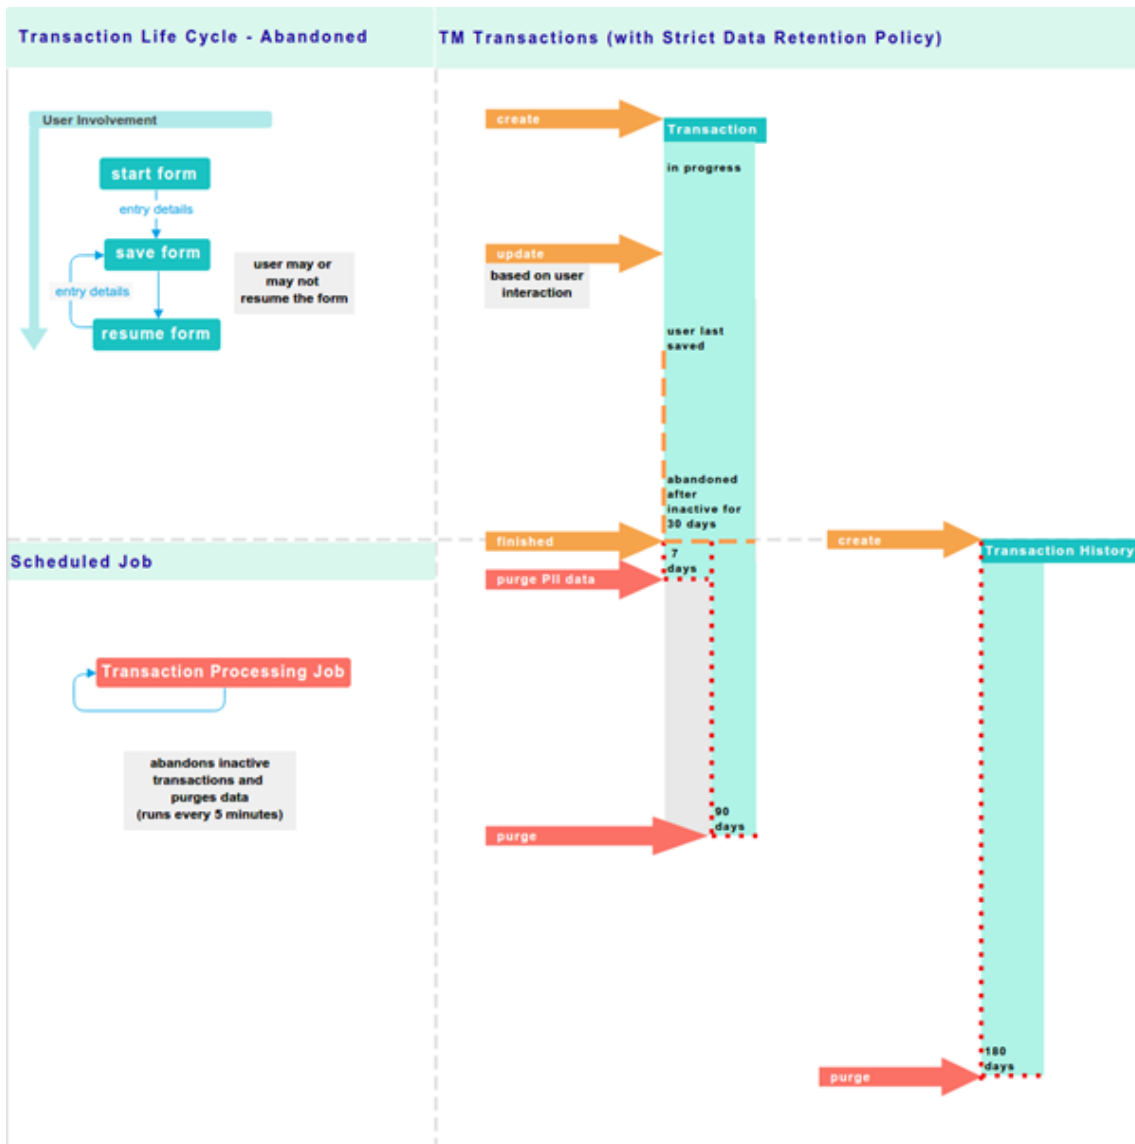 Transaction Life Cycle - Abandoned
TM Transactions (with Strict Data Retention Policy)
User Involvement
start form
entry details
save form
entry details
resume form
user may or
may not
resume the form
create
Transaction
in progress
update
based on user
interaction
user last
saved
abandoned
after
inactive for
30 days
finished
7
days
purge PII data
90
days
purge
create
Transaction History
180
days
purge
Scheduled Job
Transaction Processing Job
abandons inactive
transactions and
purges data
(runs every 5 minutes)